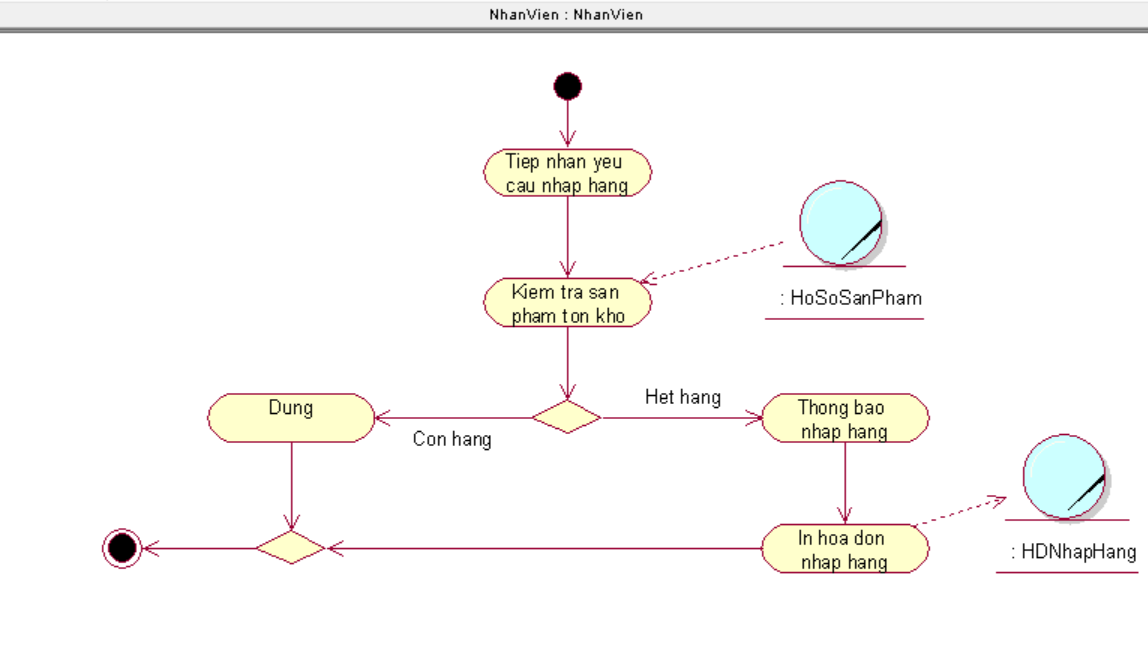 NhanVien : NhanVien
Tiep nhan yeu
cau nhap hang
Kiem tra san
pham ton kho
: HoSoSanPham
Het hang
Dung
Con hang
Thong bao
nhap hang
In hoa don
nhap hang
: HDNhapHang